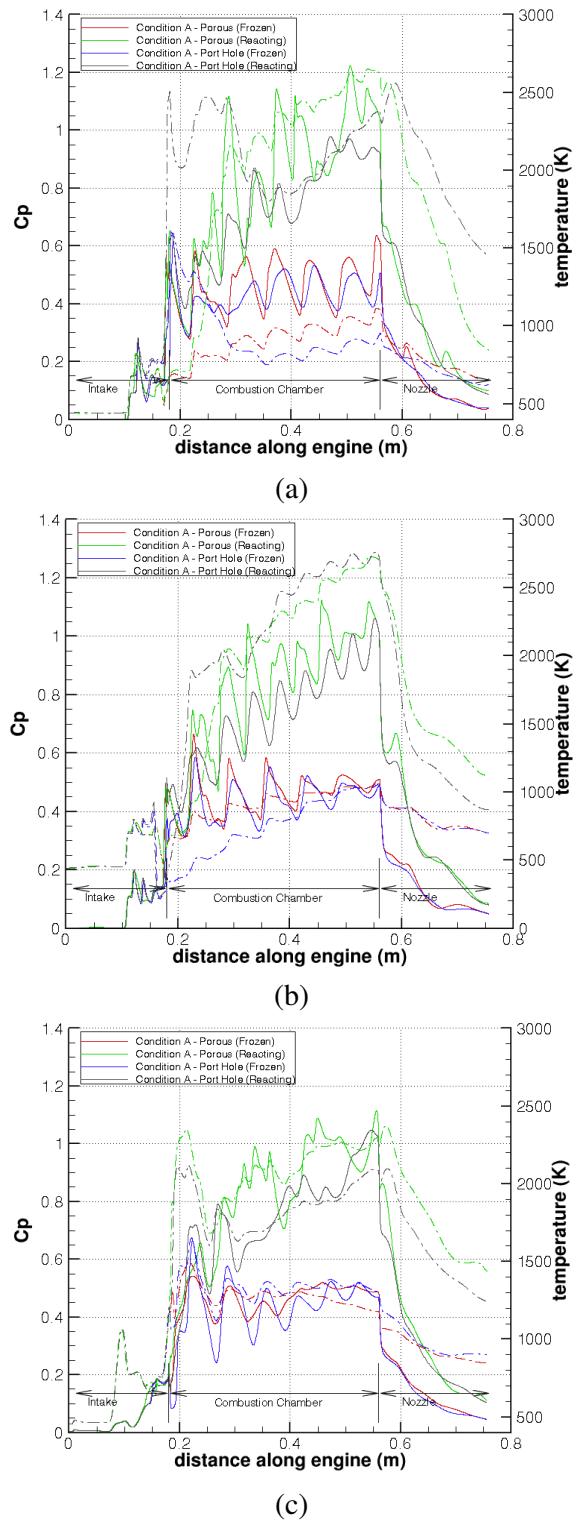 Condition A - Porous (Frozen)
Condition A - Porous (Reacting)
Condition A - Port Hole (Frozen)
Condition A - Port Hole (Reacting)
1.4
1.2
1
0.8
0.6
0.4
0.2
0
Cp
3000
2500
2000
1500
1000
500
temperature (K)
Intake
Combustion Chamber
Nozzle
0 0.2 0.4 0.6 0.8
distance along engine (m)
(a)
Condition A - Porous (Frozen)
Condition A - Porous (Reacting)
Condition A - Port Hole (Frozen)
Condition A - Port Hole (Reacting)
1.4
1.2
1
0.8
0.6
0.4
0.2
0
Cp
3000
2500
2000
1500
1000
500
0
temperature (K)
Intake
Combustion Chamber
Nozzle
0 0.2 0.4 0.6 0.8
distance along engine (m)
(b)
Condition A - Porous (Frozen)
Condition A - Porous (Reacting)
Condition A - Port Hole (Frozen)
Condition A - Port Hole (Reacting)
1.4
1.2
1
0.8
0.6
0.4
0.2
0
Cp
3000
2500
2000
1500
1000
500
temperature (K)
Intake
Combustion Chamber
Nozzle
0 0.2 0.4 0.6 0.8
distance along engine (m)
(c)